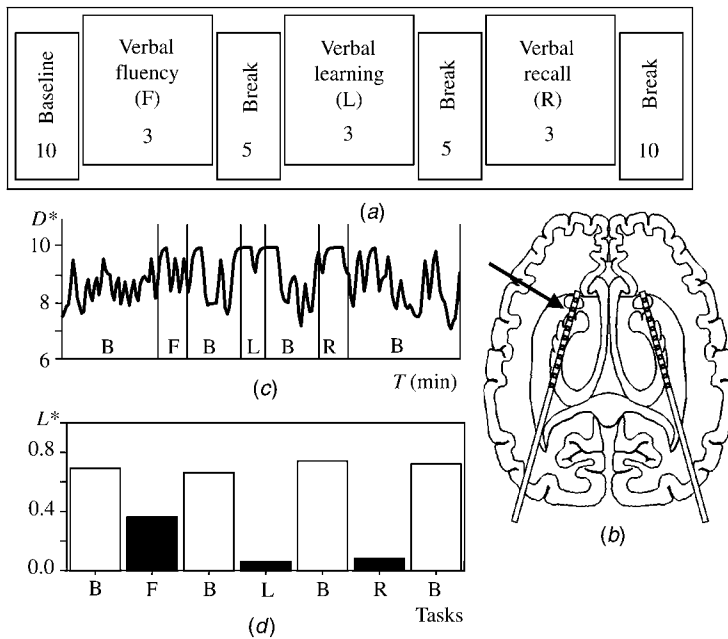 Baseline
10
Verbal
fluency
(F)
3
Break
5
Verbal
learning
(L)
3
Break
5
Verbal
recall
(R)
3
Break
10
(a)
D*
10
8
6
B F B L B R B
T (min)
(c)
(b)
L*
0.8
0.4
0.0
B F B L B R B
Tasks
(d)